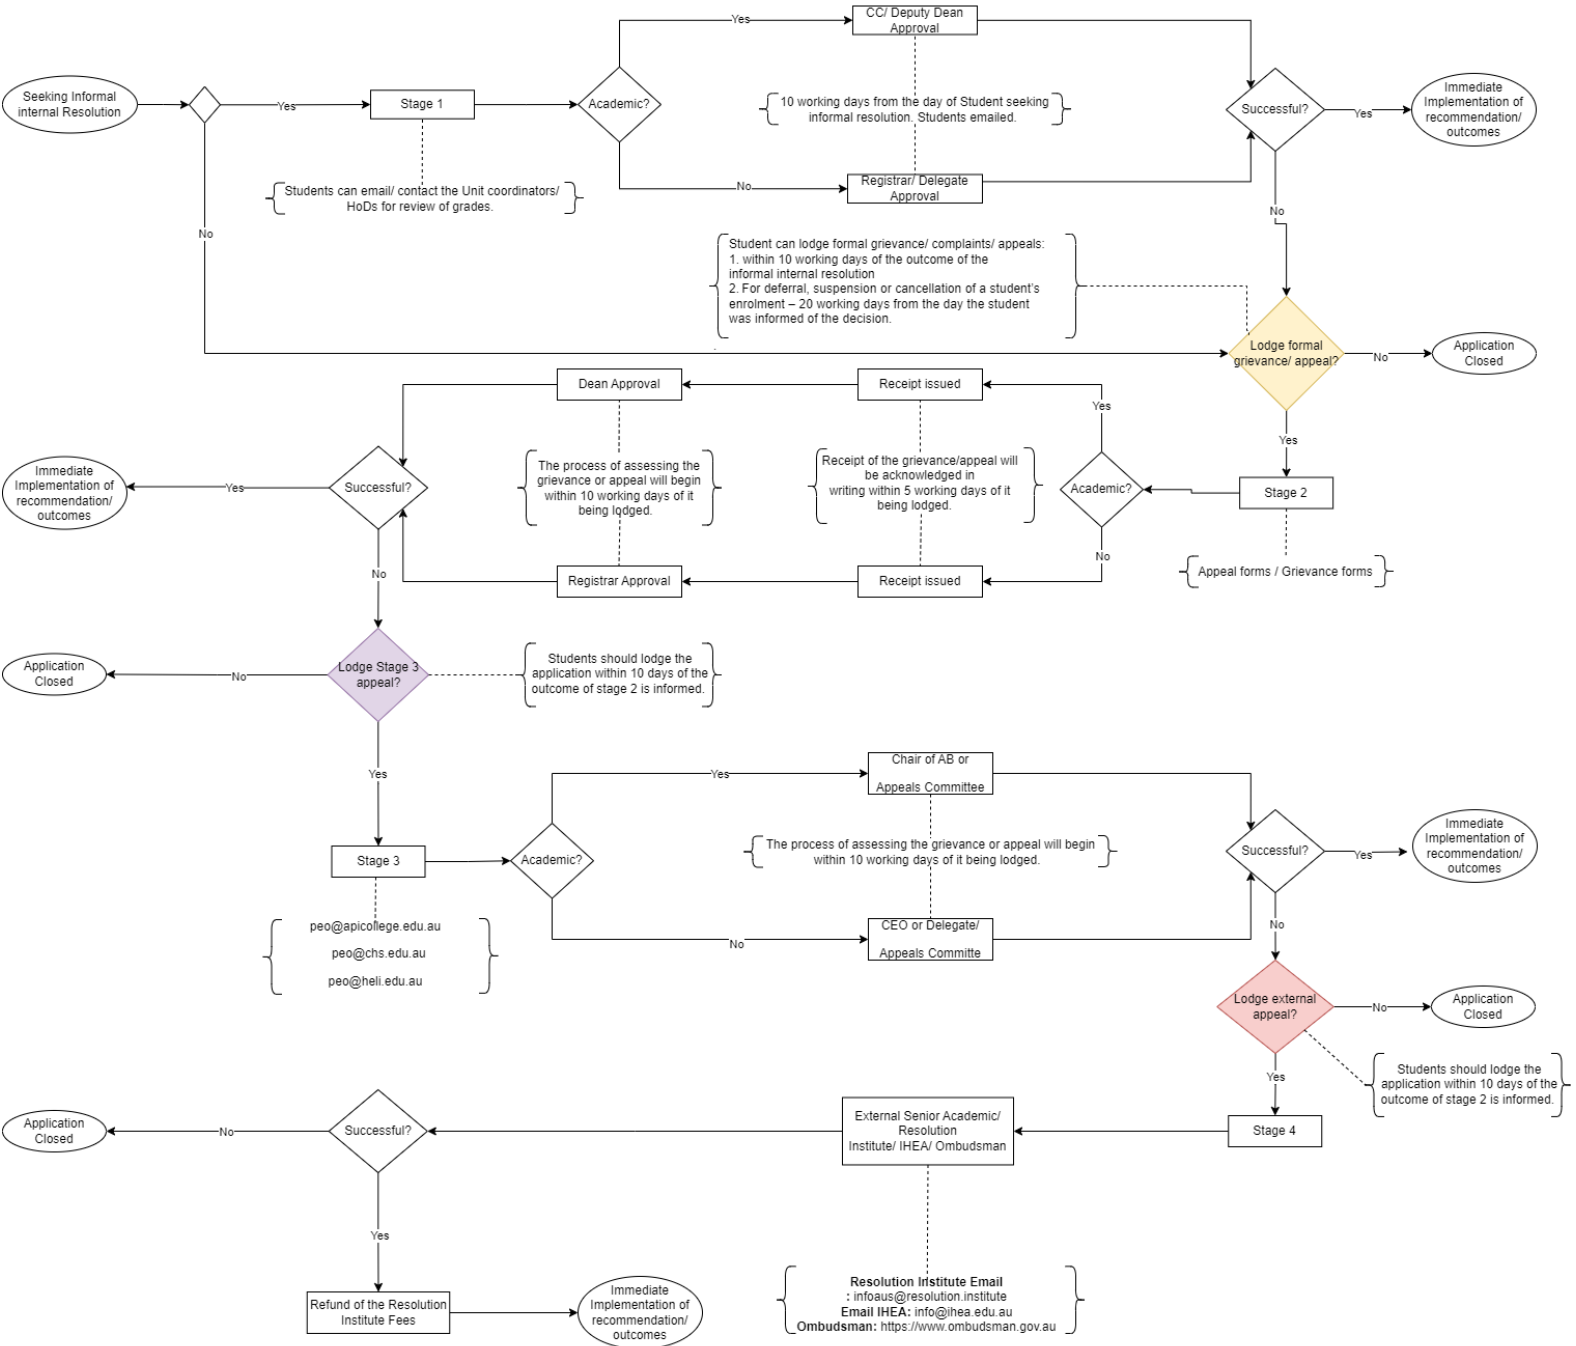 Seeking Informal
internal Resolution
Yes
Stage 1
Students can email/ contact the Unit coordinators/
HoDs for review of grades.
No
Academic?
Yes
CC/ Deputy Dean
Approval
10 working days from the day of Student seeking
informal resolution. Students emailed.
No
Registrar/ Delegate
Approval
Successful?
Yes
Immediate
Implementation of
recommendation/
outcomes
No
Student can lodge formal grievance/ complaints/ appeals:
1. within 10 working days of the outcome of the
informal internal resolution
2. For deferral, suspension or cancellation of a student's
enrolment – 20 working days from the day the student
was informed of the decision.
Lodge formal
grievance/ appeal?
No
Application
Closed
Yes
Stage 2
Appeal forms / Grievance forms
Academic?
Yes
Receipt issued
Receipt of the grievance/appeal will
be acknowledged in
writing within 5 working days of it
being lodged.
No
Receipt issued
Dean Approval
The process of assessing the
grievance or appeal will begin
within 10 working days of it
being lodged.
Registrar Approval
Successful?
Yes
Immediate
Implementation of
recommendation/
outcomes
No
Lodge Stage 3
appeal?
Students should lodge the
application within 10 days of the
outcome of stage 2 is informed.
No
Application
Closed
Yes
Stage 3
peo@apicollege.edu.au
peo@chs.edu.au
peo@heli.edu.au
Academic?
Yes
Chair of AB or
Appeals Committee
The process of assessing the grievance or appeal will begin
within 10 working days of it being lodged.
No
CEO or Delegate/
Appeals Committe
Successful?
Yes
Immediate
Implementation of
recommendation/
outcomes
No
Lodge external
appeal?
No
Application
Closed
Students should lodge the
application within 10 days of the
outcome of stage 2 is informed.
Yes
Stage 4
External Senior Academic/
Resolution
Institute/ IHEA/ Ombudsman
Resolution Institute Email
: infoaus@resolution.institute
Email IHEA: info@ihea.edu.au
Ombudsman: https://www.ombudsman.gov.au
Successful?
No
Application
Closed
Yes
Refund of the Resolution
Institute Fees
Immediate
Implementation of
recommendation/
outcomes